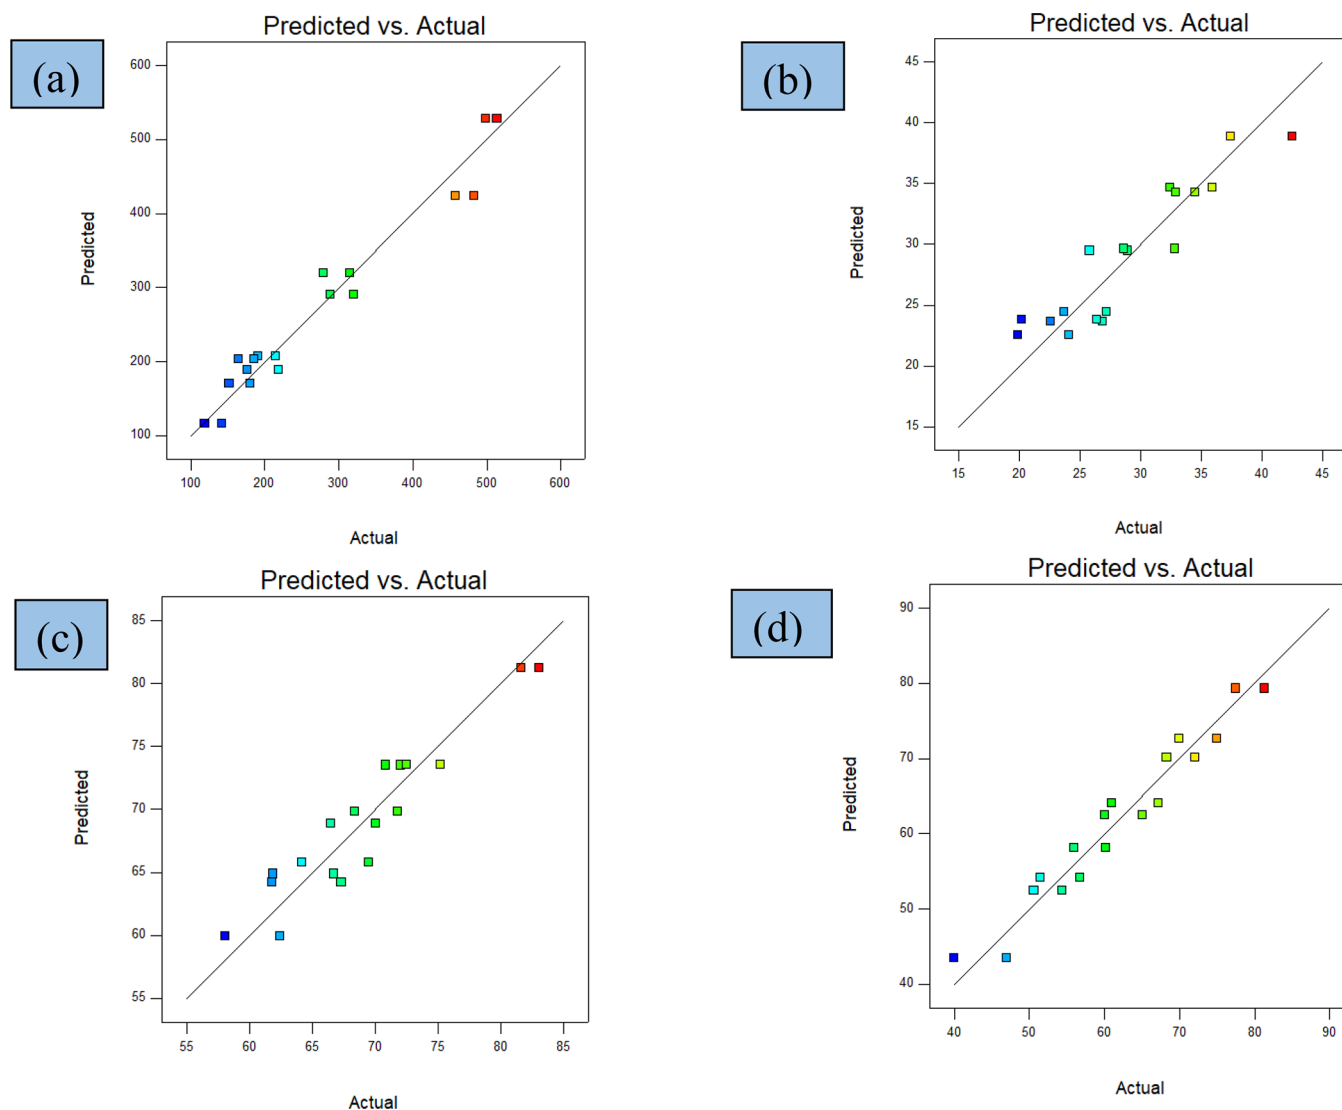 (a)
Predicted vs. Actual
600
500
400
300
200
100
Predicted
100 200 300 400 500 600
Actual
(b)
Predicted vs. Actual
45
40
35
30
25
20
15
Predicted
15 20 25 30 35 40 45
Actual
(c)
Predicted vs. Actual
85
80
75
70
65
60
55
Predicted
55 60 65 70 75 80 85
Actual
(d)
Predicted vs. Actual
90
80
70
60
50
40
Predicted
40 50 60 70 80 90
Actual